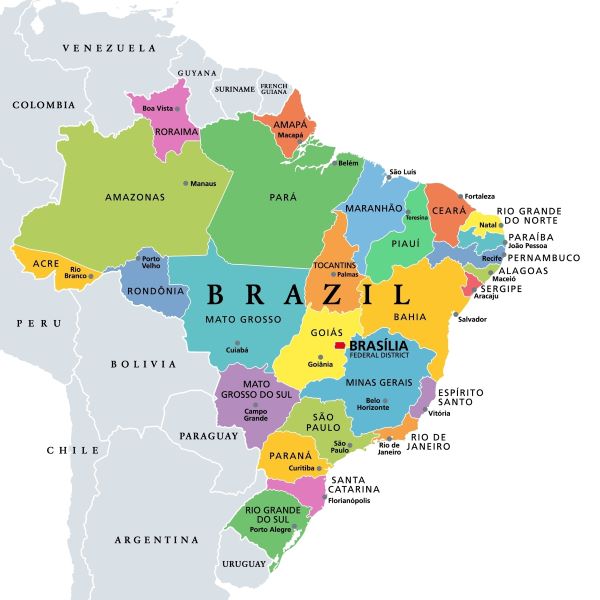 VENEZUELA
GUYANA
COLOMBIA
SURINAME
FRENCH
GUIANA
Boa Vista
RORAIMA
AMAPÁ
Macapá
Belém
São Luís
Manaus
AMAZONAS
PARÁ
MARANHÃO
Teresina
CEARÁ
Fortaleza
RIO GRANDE
DO NORTE
Natal
PARAÍBA
João Pessoa
PIAUÍ
Recife
PERNAMBUCO
ACRE
Rio
Branco
Porto
Velho
RONDÔNIA
TOCANTINS
Palmas
ALAGOAS
Maceió
SERGIPE
Aracaju
BRAZIL
MATO GROSSO
BAHIA
Salvador
PERU
GOIÁS
BRASÍLIA
FEDERAL DISTRICT
Cuiabá
Goiânia
BOLIVIA
MATO
GROSSO DO SUL
Campo
Grande
MINAS GERAIS
Belo
Horizonte
ESPÍRITO
SANTO
Vitória
SÃO
PAULO
São
Paulo
Rio de
Janeiro
RIO DE
JANEIRO
PARAGUAY
CHILE
PARANÁ
Curitiba
SANTA
CATARINA
Florianópolis
RIO GRANDE
DO SUL
Porto Alegre
ARGENTINA
URUGUAY